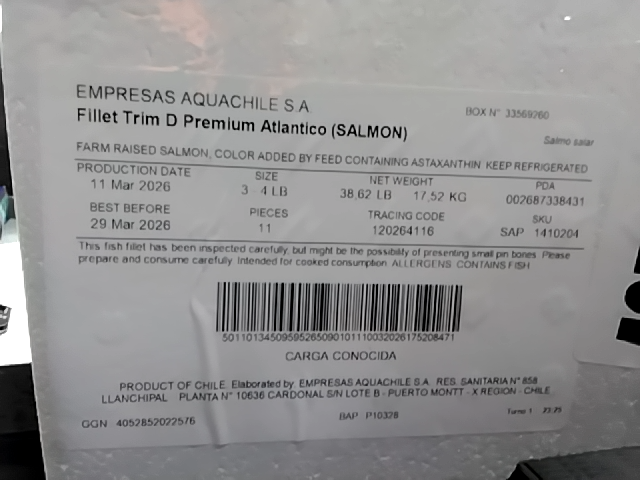 EMPRESAS AQUACHILE S.A.
BOX N° 33569260
Fillet Trim D Premium Atlantico (SALMON)
Salmo salar
FARM RAISED SALMON, COLOR ADDED BY FEED CONTAINING ASTAXANTHIN KEEP REFRIGERATED
PRODUCTION DATE SIZE NET WEIGHT PDA
11 Mar 2026 3 - 4 LB 38,62 LB 17,52 KG 002687338431
BEST BEFORE PIECES TRACING CODE SKU
29 Mar 2026 11 120264116 SAP 1410204
This fish fillet has been inspected carefully, but might be the possibility of presenting small pin bones. Please
prepare and consume carefully. Intended for cooked consumption. ALLERGENS: CONTAINS FISH
CARGA CONOCIDA
PRODUCT OF CHILE. Elaborated by: EMPRESAS AQUACHILE S.A. RES. SANITARIA N° 858
LLANCHIPAL PLANTA N° 10636 CARDONAL S/N LOTE B - PUERTO MONTT - X REGION - CHILE
GGN 4052852022576 BAP P10328 Turno 1